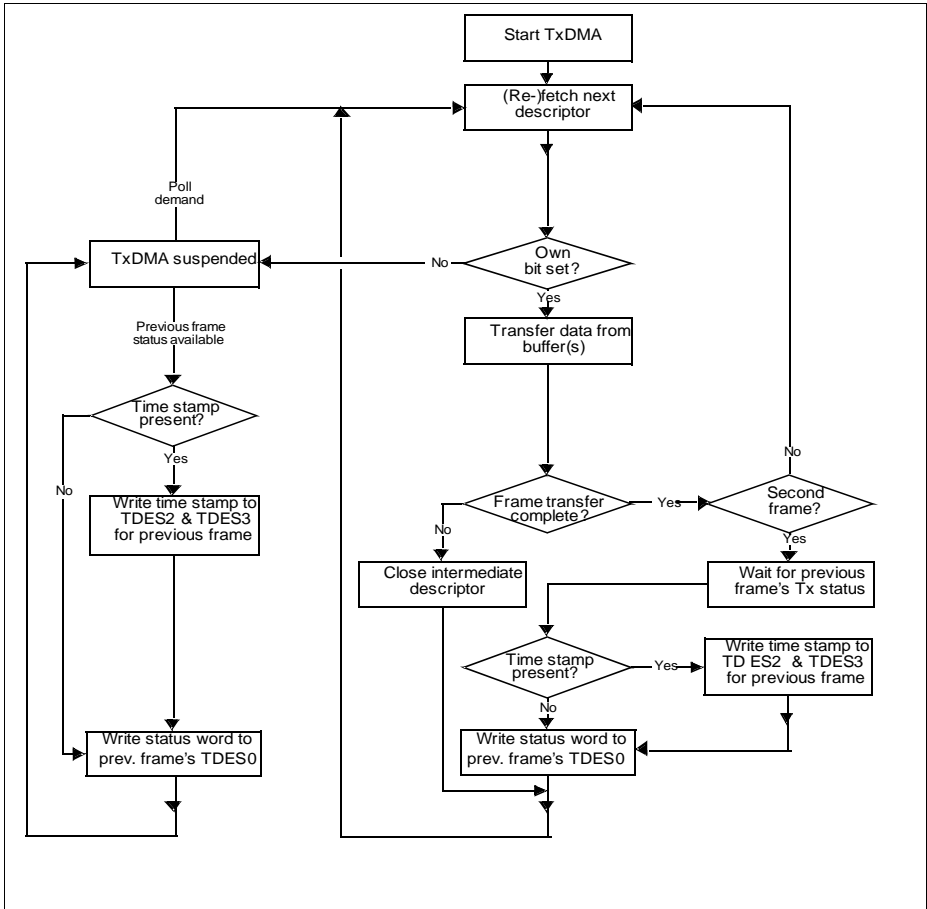 Start TxDMA
(Re-)fetch next
descriptor
Poll
demand
TxDMA suspended
No
Own
bit set?
Yes
Previous frame
status available
Transfer data from
buffer(s)
Time stamp
present?
Yes
No
No
Write time stamp to
TDES2 & TDES3
for previous frame
Frame transfer
complete?
Yes
Second
frame?
No
Yes
Close intermediate
descriptor
Wait for previous
frame's Tx status
Time stamp
present?
Yes
Write time stamp to
TD ES2 & TDES3
for previous frame
No
Write status word to
prev. frame's TDES0
Write status word to
prev. frame's TDES0